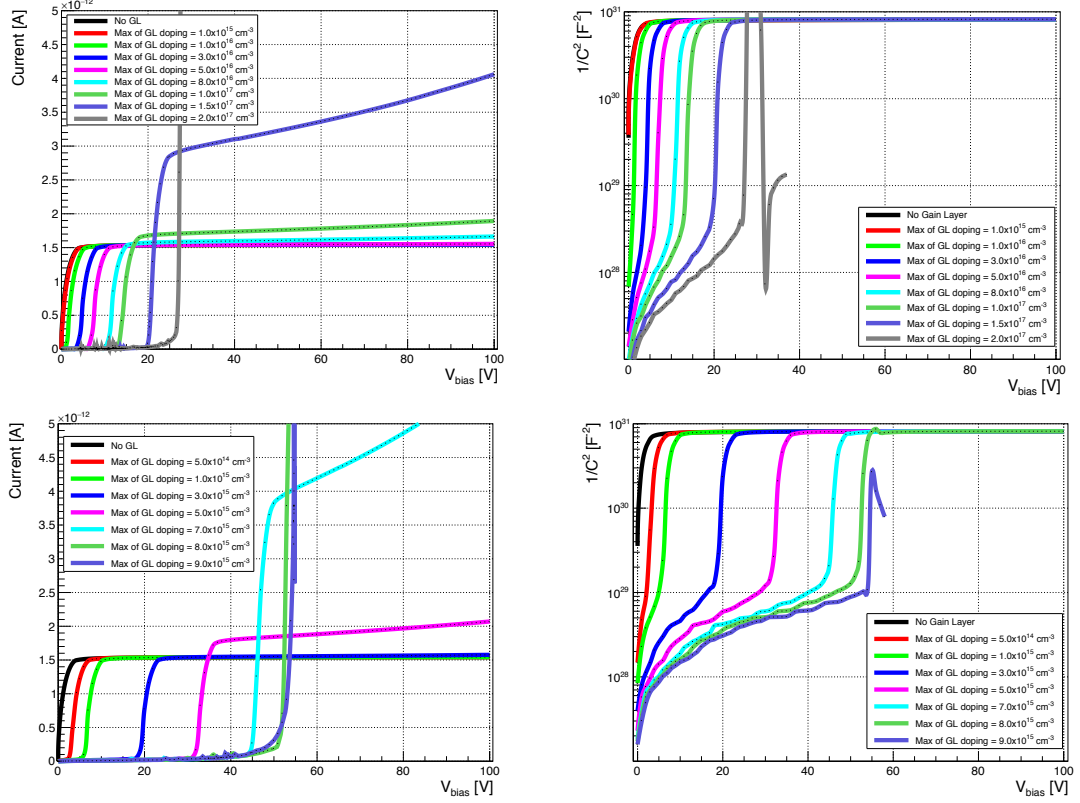 ×10⁻¹²
Current [A]
5
4.5
4
3.5
3
2.5
2
1.5
1
0.5
0
No GL
Max of GL doping = 1.0x10¹⁵ cm⁻³
Max of GL doping = 1.0x10¹⁶ cm⁻³
Max of GL doping = 3.0x10¹⁶ cm⁻³
Max of GL doping = 5.0x10¹⁶ cm⁻³
Max of GL doping = 8.0x10¹⁶ cm⁻³
Max of GL doping = 1.0x10¹⁷ cm⁻³
Max of GL doping = 1.5x10¹⁷ cm⁻³
Max of GL doping = 2.0x10¹⁷ cm⁻³
0 20 40 60 80 100
V_bias [V]
1/C² [F⁻²]
10³¹
10³⁰
10²⁹
10²⁸
No Gain Layer
Max of GL doping = 1.0x10¹⁵ cm⁻³
Max of GL doping = 1.0x10¹⁶ cm⁻³
Max of GL doping = 3.0x10¹⁶ cm⁻³
Max of GL doping = 5.0x10¹⁶ cm⁻³
Max of GL doping = 8.0x10¹⁶ cm⁻³
Max of GL doping = 1.0x10¹⁷ cm⁻³
Max of GL doping = 1.5x10¹⁷ cm⁻³
Max of GL doping = 2.0x10¹⁷ cm⁻³
0 20 40 60 80 100
V_bias [V]
×10⁻¹²
Current [A]
5
4.5
4
3.5
3
2.5
2
1.5
1
0.5
0
No GL
Max of GL doping = 5.0x10¹⁴ cm⁻³
Max of GL doping = 1.0x10¹⁵ cm⁻³
Max of GL doping = 3.0x10¹⁵ cm⁻³
Max of GL doping = 5.0x10¹⁵ cm⁻³
Max of GL doping = 7.0x10¹⁵ cm⁻³
Max of GL doping = 8.0x10¹⁵ cm⁻³
Max of GL doping = 9.0x10¹⁵ cm⁻³
0 20 40 60 80 100
V_bias [V]
1/C² [F⁻²]
10³¹
10³⁰
10²⁹
10²⁸
No Gain Layer
Max of GL doping = 5.0x10¹⁴ cm⁻³
Max of GL doping = 1.0x10¹⁵ cm⁻³
Max of GL doping = 3.0x10¹⁵ cm⁻³
Max of GL doping = 5.0x10¹⁵ cm⁻³
Max of GL doping = 7.0x10¹⁵ cm⁻³
Max of GL doping = 8.0x10¹⁵ cm⁻³
Max of GL doping = 9.0x10¹⁵ cm⁻³
0 20 40 60 80 100
V_bias [V]